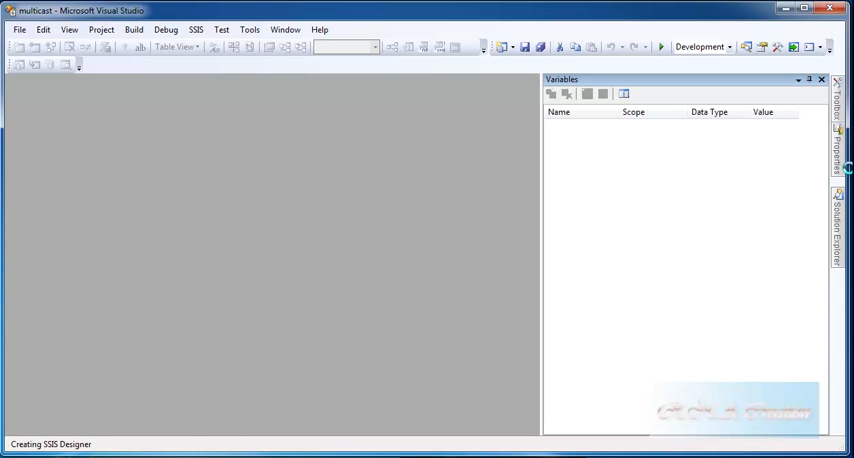 multicast - Microsoft Visual Studio
File Edit View Project Build Debug SSIS Test Tools Window Help
ab Table View Development
Variables
Name Scope Data Type Value
Toolbox
Properties
Solution Explorer
Creating SSIS Designer